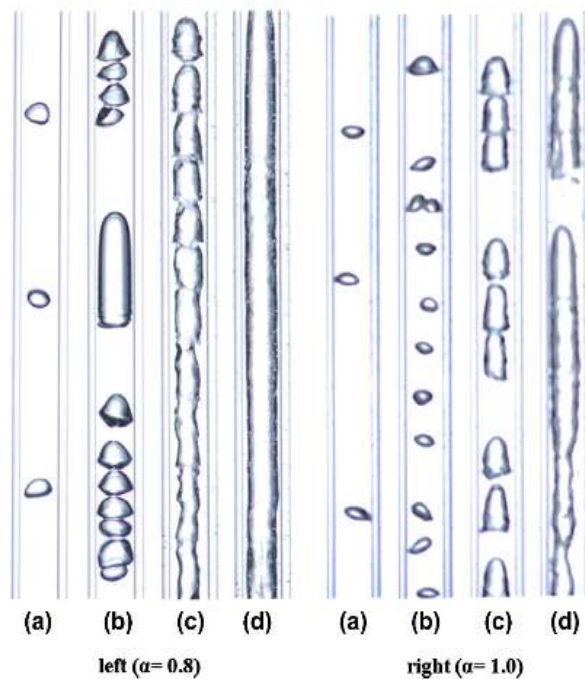 (a) (b) (c) (d) (a) (b) (c) (d)
left (α= 0.8) right (α= 1.0)